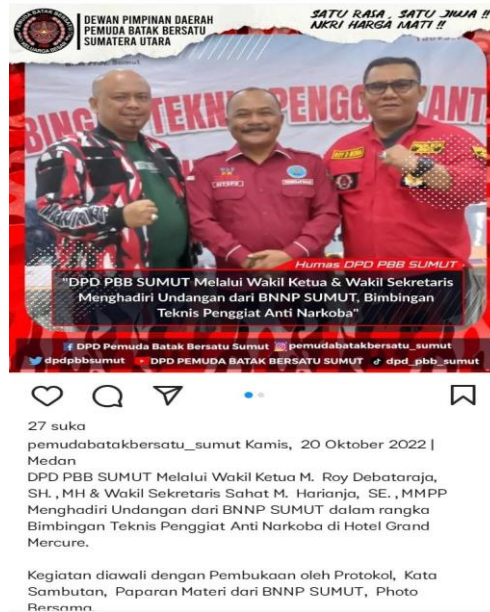 DEWAN PIMPINAN DAERAH
PEMUDA BATAK BERSATU
SUMATERA UTARA
SATU RASA, SATU JIWA !!
NKRI HARGA MATI !!
Humas DPD PBB SUMUT
"DPD PBB SUMUT Melalui Wakil Ketua & Wakil Sekretaris
Menghadiri Undangan dari BNNP SUMUT, Bimbingan
Teknis Penggiat Anti Narkoba"
DPD Pemuda Batak Bersatu Sumut pemudabatakbersatu_sumut
dpdpbbsumut DPD PEMUDA BATAK BERSATU SUMUT dpd_pbb_sumut
27 suka
pemudabatakbersatu_sumut Kamis, 20 Oktober 2022 |
Medan
DPD PBB SUMUT Melalui Wakil Ketua M. Roy Debataraja,
SH. , MH & Wakil Sekretaris Sahat M. Harianja, SE. , MMPP
Menghadiri Undangan dari BNNP SUMUT dalam rangka
Bimbingan Teknis Penggiat Anti Narkoba di Hotel Grand
Mercure.
Kegiatan diawali dengan Pembukaan oleh Protokol, Kata
Sambutan, Paparan Materi dari BNNP SUMUT, Photo
Bersama.